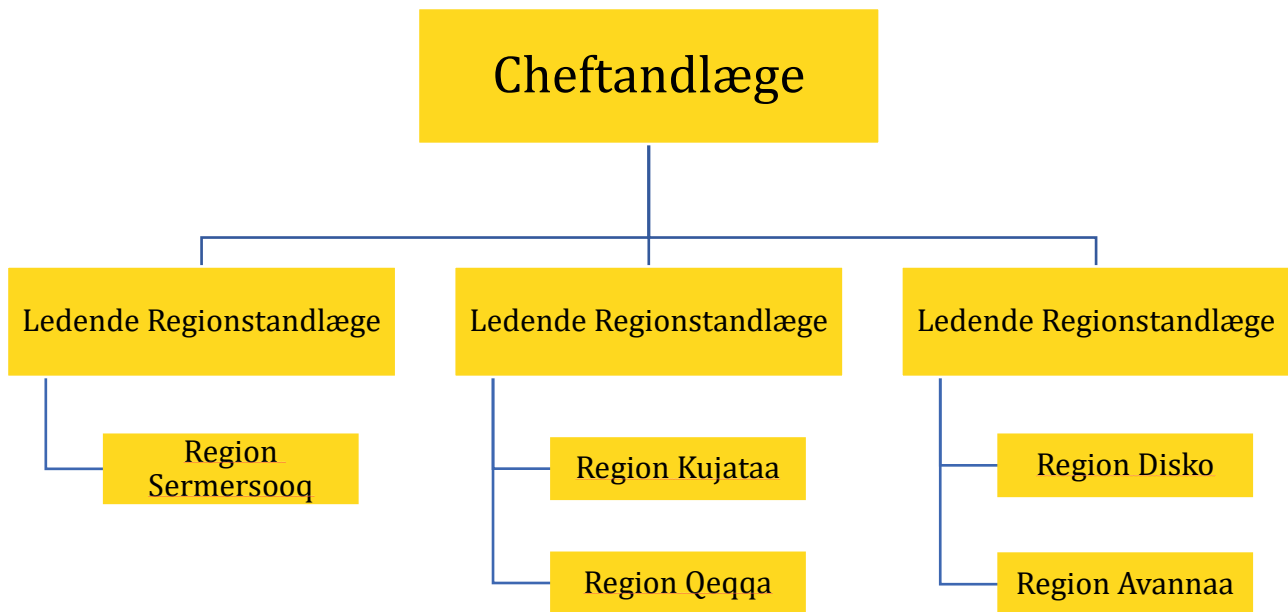 Cheftandlæge
Ledende Regionstandlæge
Ledende Regionstandlæge
Ledende Regionstandlæge
Region
Sermersooq
Region Kujataa
Region Qeqqa
Region Disko
Region Avannaa